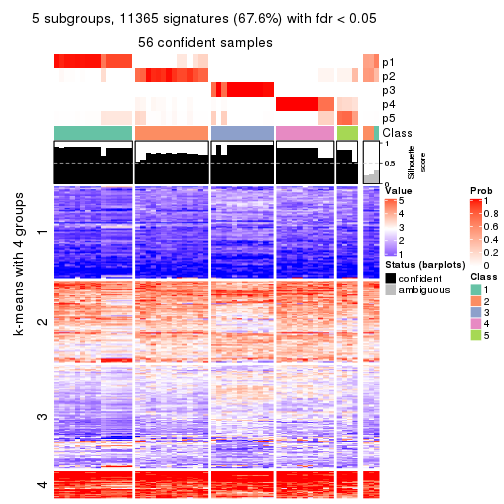 5 subgroups, 11365 signatures (67.6%) with fdr < 0.05
56 confident samples
p1
p2
p3
p4
p5
Class
1
0.5
0
Silhouette
score
k-means with 4 groups
1
2
3
4
Value
5
4
3
2
1
Status (barplots)
confident
ambiguous
Prob
1
0.8
0.6
0.4
0.2
0
Class
1
2
3
4
5